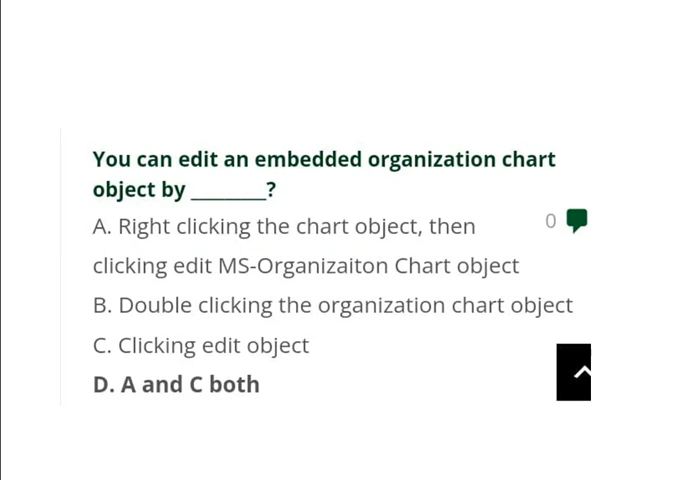 You can edit an embedded organization chart
object by ________?
A. Right clicking the chart object, then
0
clicking edit MS-Organizaiton Chart object
B. Double clicking the organization chart object
C. Clicking edit object
D. A and C both